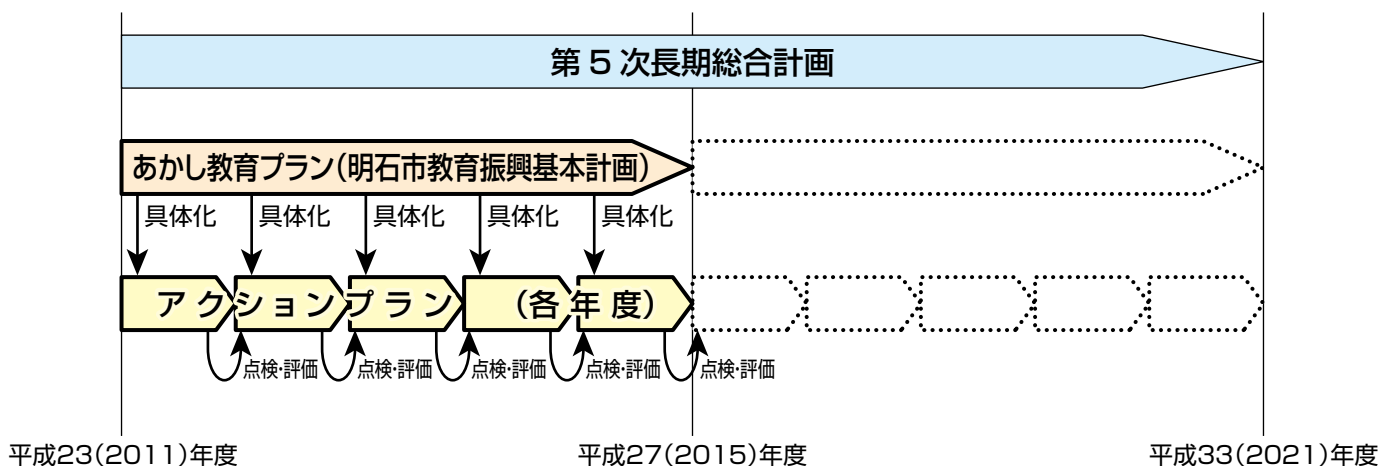 第5次長期総合計画
あかし教育プラン(明石市教育振興基本計画)
具体化 具体化 具体化 具体化 具体化
アクションプラン (各年度)
点検・評価 点検・評価 点検・評価 点検・評価 点検・評価
平成23(2011)年度 平成27(2015)年度 平成33(2021)年度